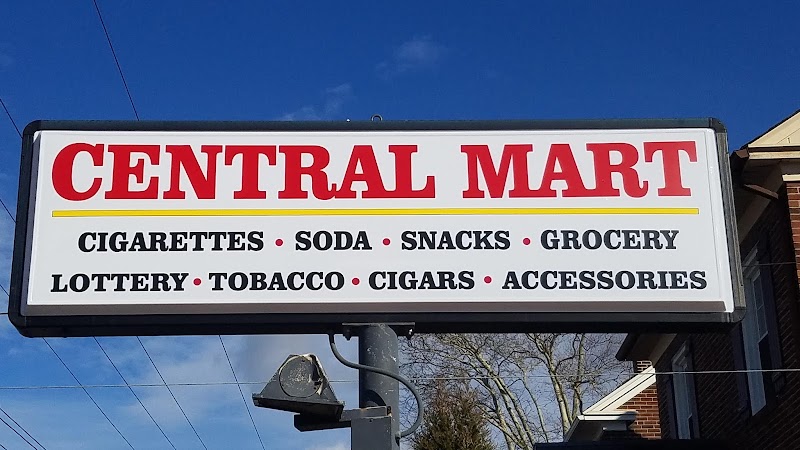 CENTRAL MART
CIGARETTES • SODA • SNACKS • GROCERY
LOTTERY • TOBACCO • CIGARS • ACCESSORIES